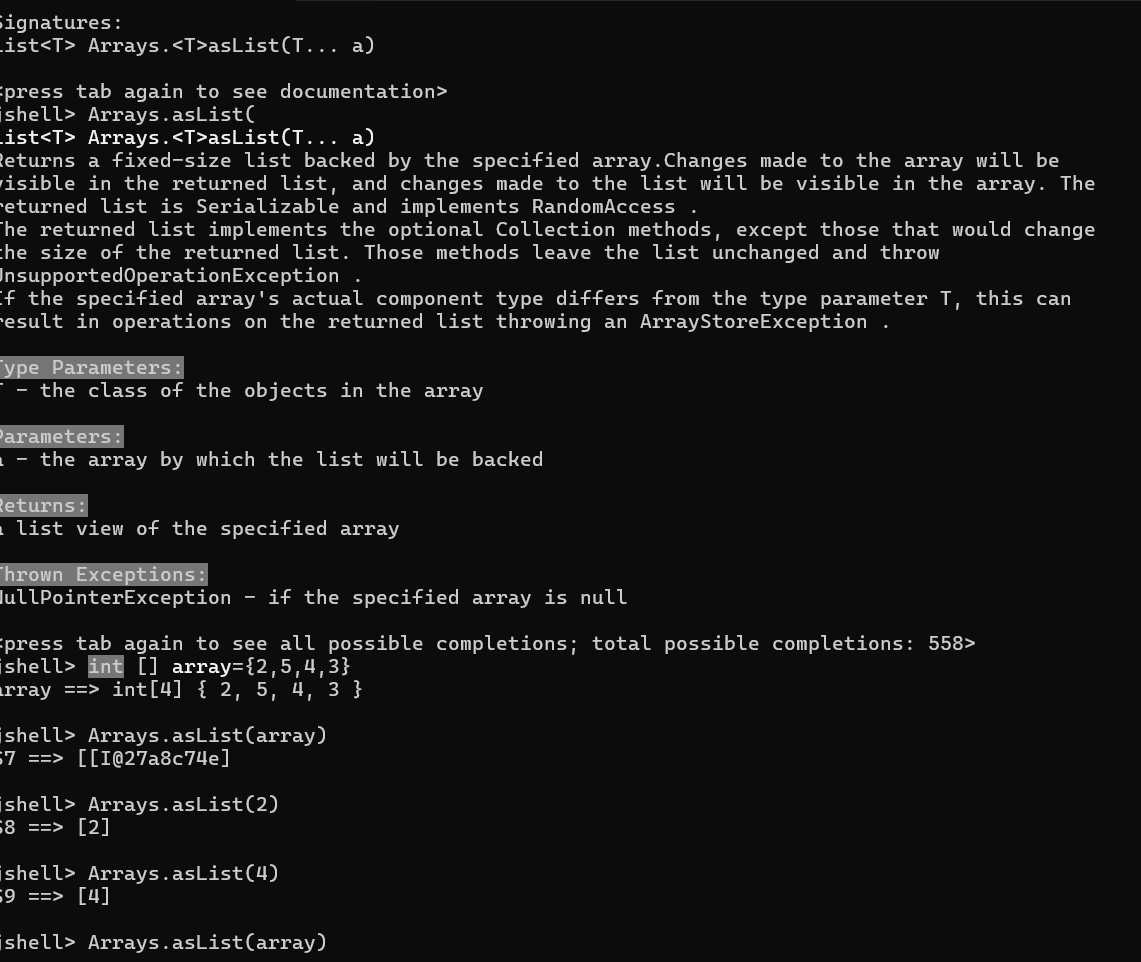 Signatures:
List<T> Arrays.<T>asList(T... a)
<press tab again to see documentation>
jshell> Arrays.asList(
List<T> Arrays.<T>asList(T... a)
Returns a fixed-size list backed by the specified array.Changes made to the array will be
visible in the returned list, and changes made to the list will be visible in the array. The
returned list is Serializable and implements RandomAccess .
The returned list implements the optional Collection methods, except those that would change
the size of the returned list. Those methods leave the list unchanged and throw
UnsupportedOperationException .
If the specified array's actual component type differs from the type parameter T, this can
result in operations on the returned list throwing an ArrayStoreException .
Type Parameters:
T - the class of the objects in the array
Parameters:
a - the array by which the list will be backed
Returns:
a list view of the specified array
Thrown Exceptions:
NullPointerException - if the specified array is null
<press tab again to see all possible completions; total possible completions: 558>
jshell> int [] array={2,5,4,3}
array ==> int[4] { 2, 5, 4, 3 }
jshell> Arrays.asList(array)
$7 ==> [[I@27a8c74e]
jshell> Arrays.asList(2)
$8 ==> [2]
jshell> Arrays.asList(4)
$9 ==> [4]
jshell> Arrays.asList(array)